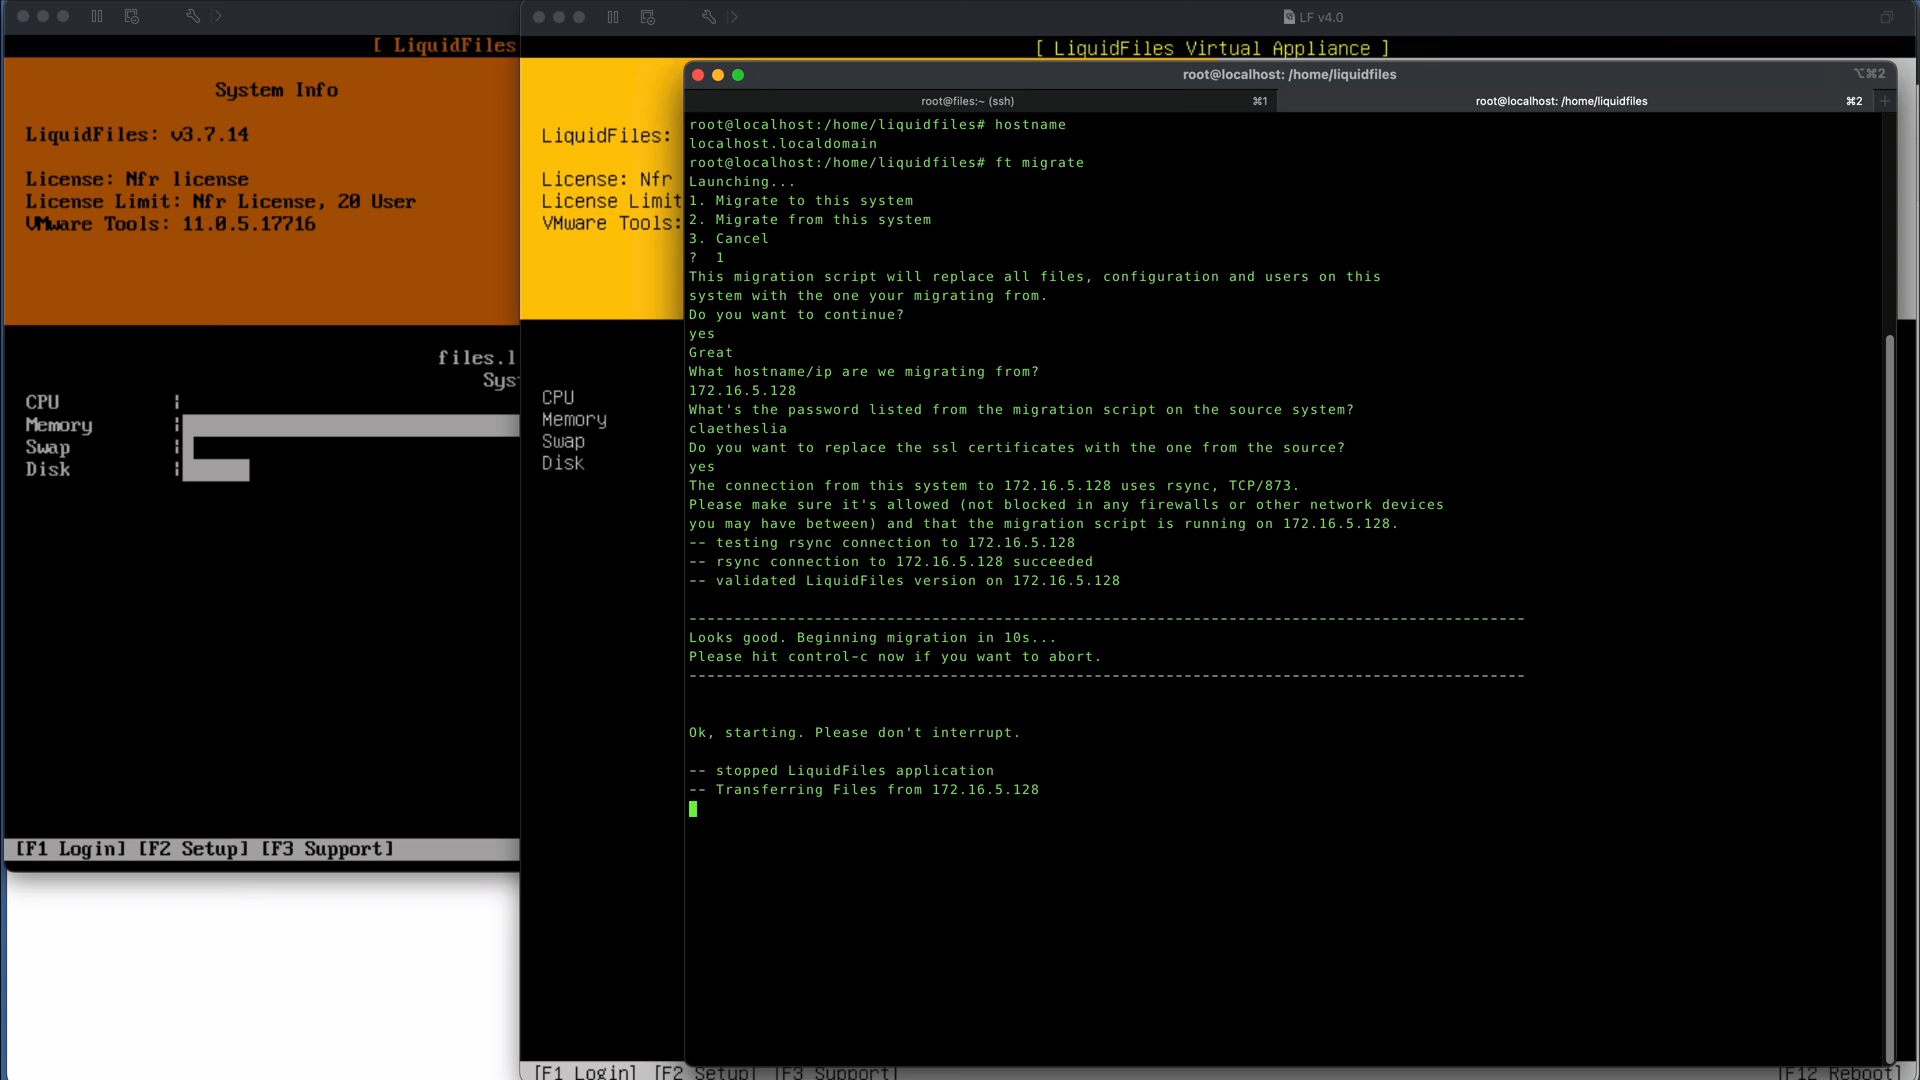 [ LiquidFiles
System Info
LiquidFiles: v3.7.14
License: Nfr license
License Limit: Nfr License, 20 User
VMware Tools: 11.0.5.17716
files.l
Sys
CPU
Memory
Swap
Disk
[F1 Login] [F2 Setup] [F3 Support]
LF v4.0
[ LiquidFiles Virtual Appliance ]
LiquidFiles:
License: Nfr
License Limit
VMware Tools:
CPU
Memory
Swap
Disk
[F1 Login] [F2 Setup] [F3 Support]
[F12 Reboot]
root@localhost: /home/liquidfiles
⌥⌘2
root@files:~ (ssh) ⌘1
root@localhost: /home/liquidfiles ⌘2
root@localhost:/home/liquidfiles# hostname
localhost.localdomain
root@localhost:/home/liquidfiles# ft migrate
Launching...
1. Migrate to this system
2. Migrate from this system
3. Cancel
?  1
This migration script will replace all files, configuration and users on this
system with the one your migrating from.
Do you want to continue?
yes
Great
What hostname/ip are we migrating from?
172.16.5.128
What's the password listed from the migration script on the source system?
claetheslia
Do you want to replace the ssl certificates with the one from the source?
yes
The connection from this system to 172.16.5.128 uses rsync, TCP/873.
Please make sure it's allowed (not blocked in any firewalls or other network devices
you may have between) and that the migration script is running on 172.16.5.128.
-- testing rsync connection to 172.16.5.128
-- rsync connection to 172.16.5.128 succeeded
-- validated LiquidFiles version on 172.16.5.128
---------------------------------------------------------------------------------------------
Looks good. Beginning migration in 10s...
Please hit control-c now if you want to abort.
---------------------------------------------------------------------------------------------
Ok, starting. Please don't interrupt.
-- stopped LiquidFiles application
-- Transferring Files from 172.16.5.128